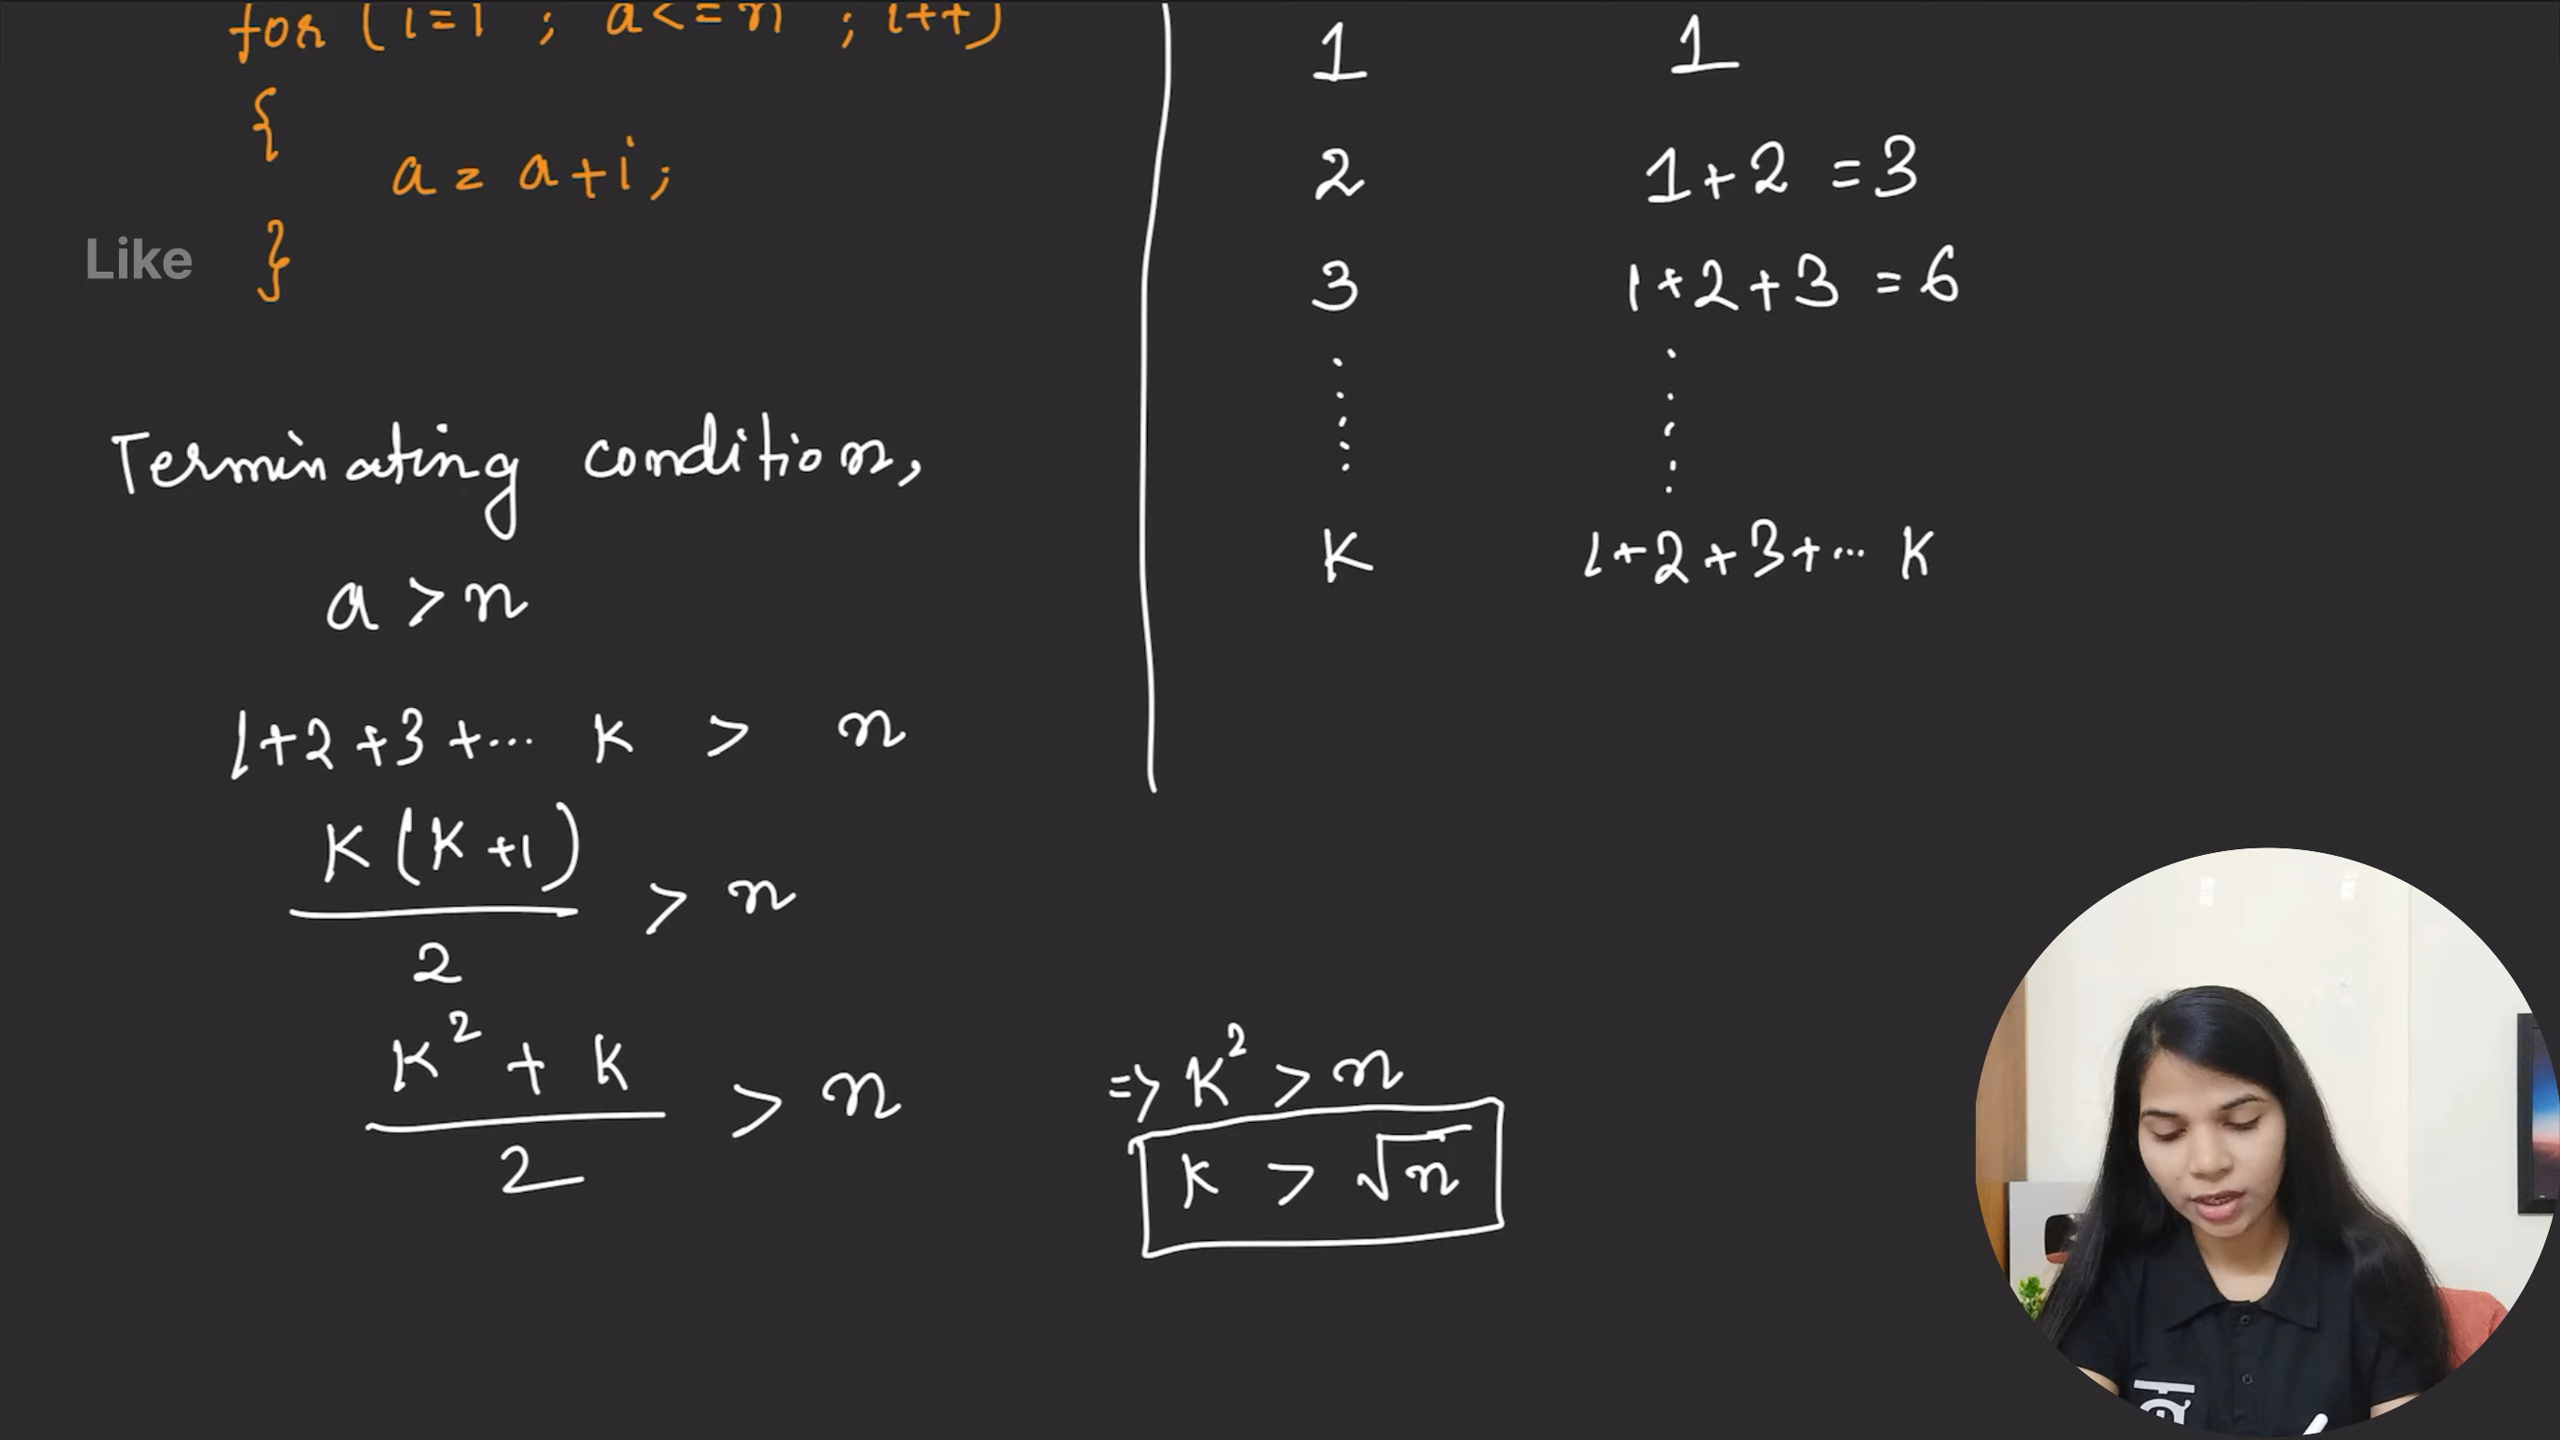 for (i=1 ; a<=n ; i++)
{
a = a+i;
}
Like
Terminating condition,
a > n
1+2+3+... K > n
K(K+1)
2
> n
K² + K
2
> n
=> K² > n
K > √n
1 1
2 1+2 =3
3 1+2+3 =6
K 1+2+3+... K